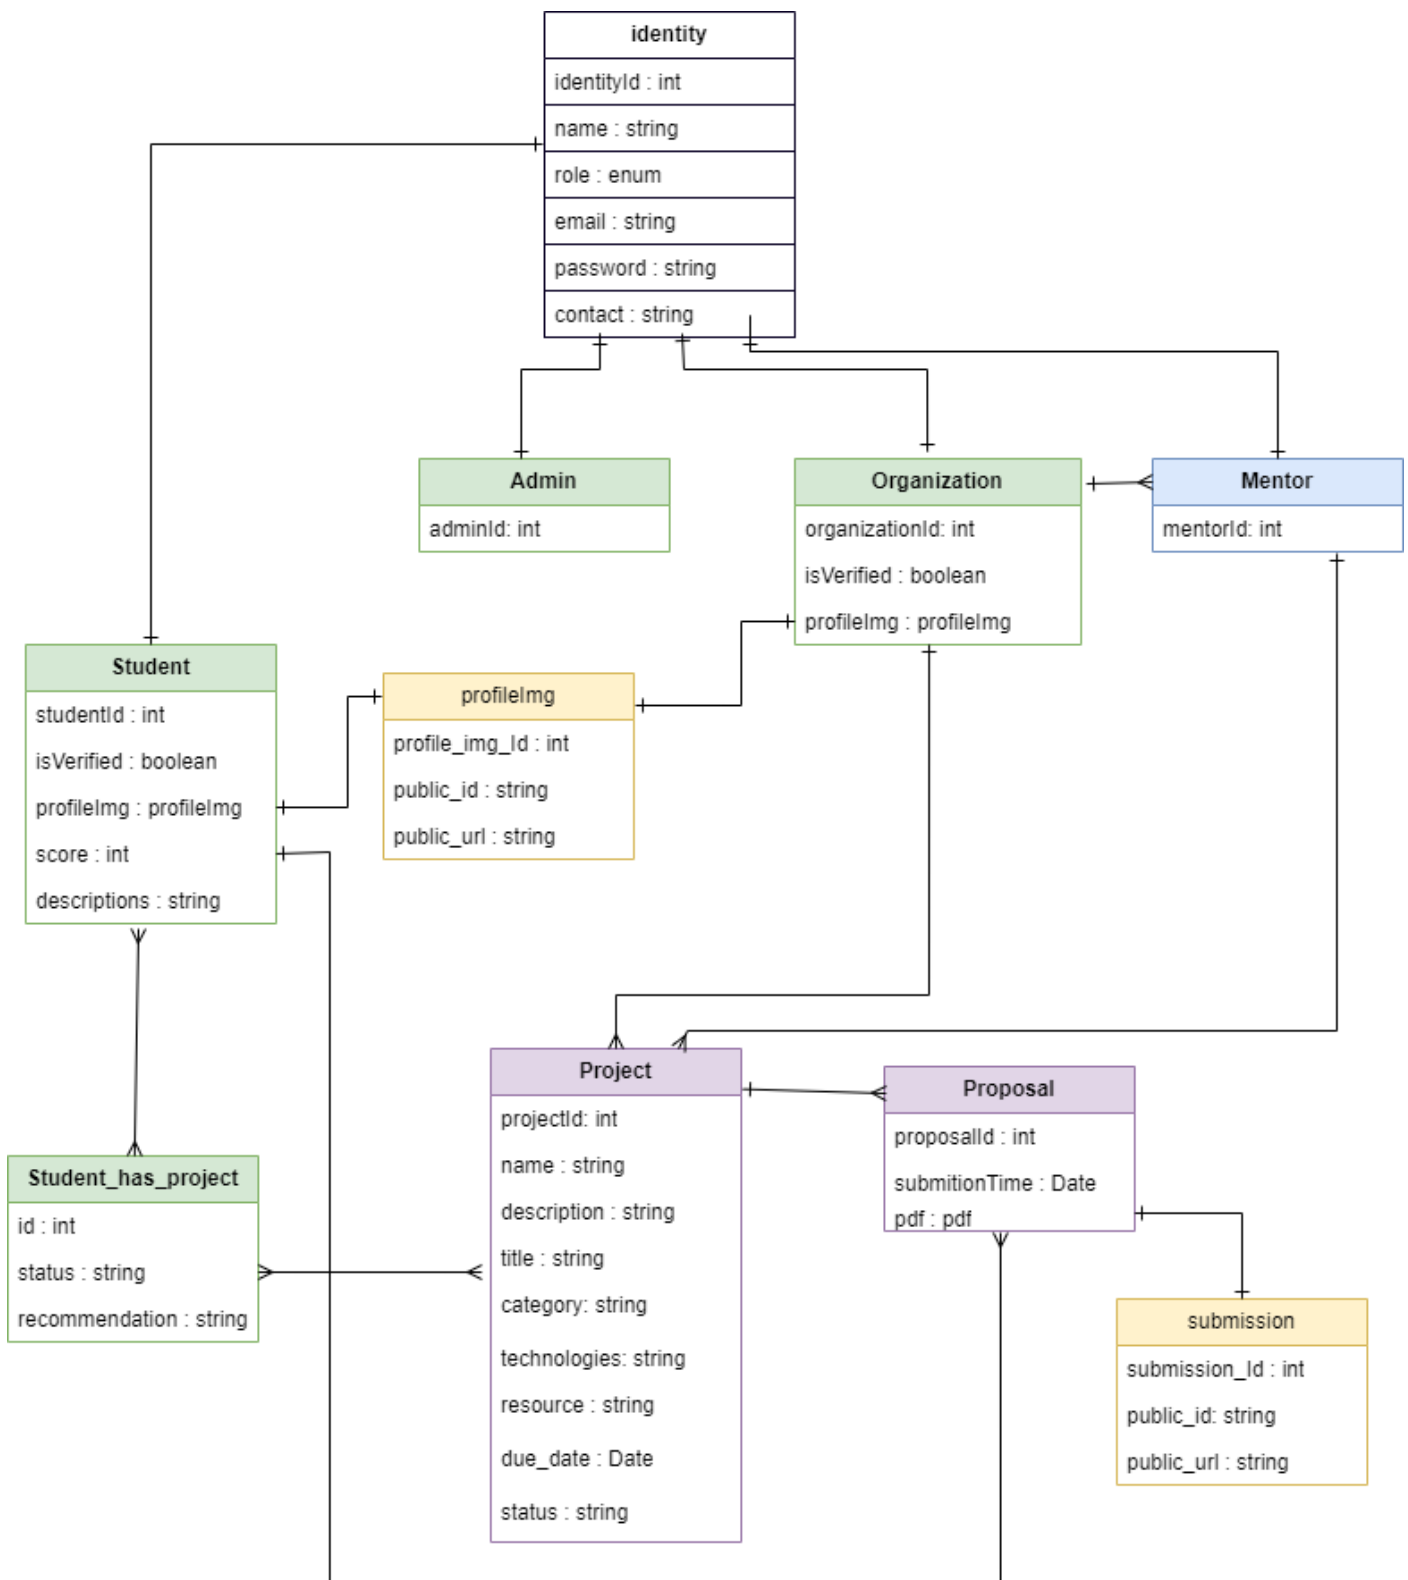 identity
identityId : int
name : string
role : enum
email : string
password : string
contact : string
Admin
adminId: int
Organization
organizationId: int
isVerified : boolean
profileImg : profileImg
Mentor
mentorId: int
Student
studentId : int
isVerified : boolean
profileImg : profileImg
score : int
descriptions : string
profileImg
profile_img_Id : int
public_id : string
public_url : string
Student_has_project
id : int
status : string
recommendation : string
Project
projectId: int
name : string
description : string
title : string
category: string
technologies: string
resource : string
due_date : Date
status : string
Proposal
proposalId : int
submitionTime : Date
pdf : pdf
submission
submission_Id : int
public_id: string
public_url : string